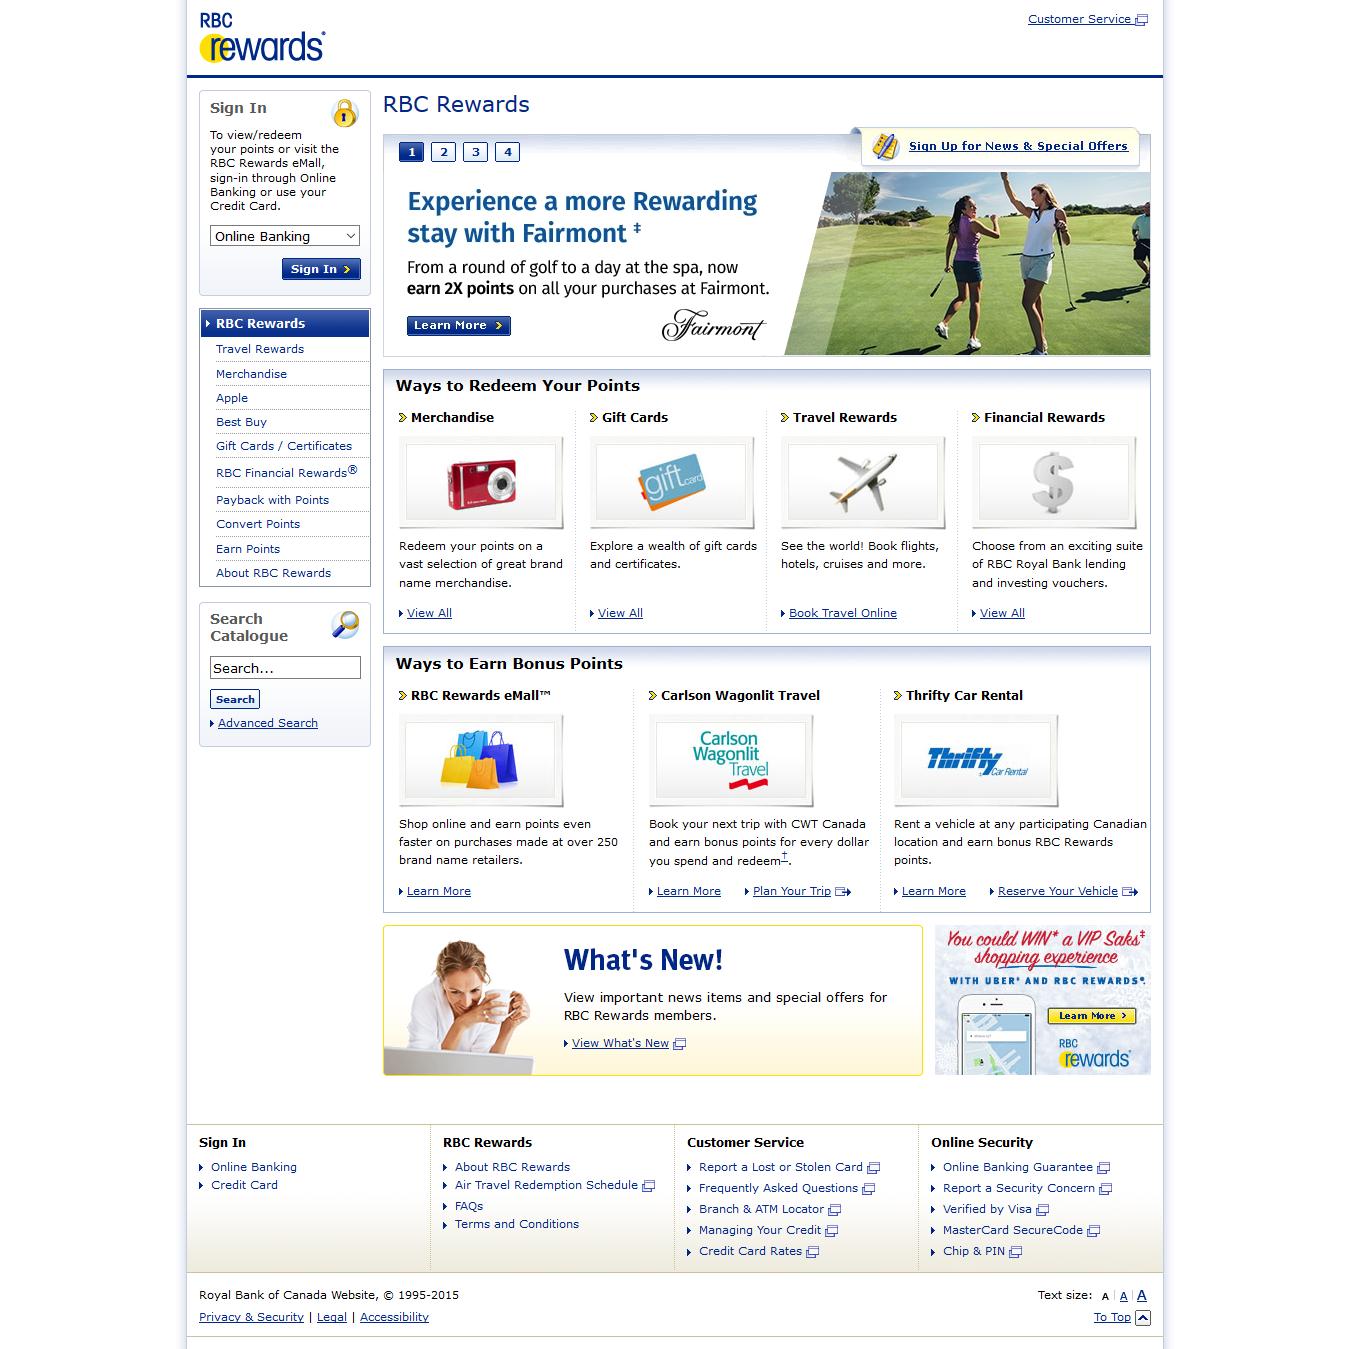 RBC
rewards®
Customer Service
Sign In
To view/redeem
your points or visit the
RBC Rewards eMall,
sign-in through Online
Banking or use your
Credit Card.
Online Banking
Sign In
RBC Rewards
Travel Rewards
Merchandise
Apple
Best Buy
Gift Cards / Certificates
RBC Financial Rewards®
Payback with Points
Convert Points
Earn Points
About RBC Rewards
Search
Catalogue
Search...
Search
Advanced Search
RBC Rewards
1 2 3 4
Sign Up for News & Special Offers
Experience a more Rewarding
stay with Fairmont ‡
From a round of golf to a day at the spa, now
earn 2X points on all your purchases at Fairmont.
Learn More
Fairmont
Ways to Redeem Your Points
Merchandise
Redeem your points on a
vast selection of great brand
name merchandise.
View All
Gift Cards
gift card
Explore a wealth of gift cards
and certificates.
View All
Travel Rewards
See the world! Book flights,
hotels, cruises and more.
Book Travel Online
Financial Rewards
$
Choose from an exciting suite
of RBC Royal Bank lending
and investing vouchers.
View All
Ways to Earn Bonus Points
RBC Rewards eMall™
Shop online and earn points even
faster on purchases made at over 250
brand name retailers.
Learn More
Carlson Wagonlit Travel
Carlson
Wagonlit
Travel
Book your next trip with CWT Canada
and earn bonus points for every dollar
you spend and redeem‡.
Learn More Plan Your Trip
Thrifty Car Rental
Thrifty
Car Rental
Rent a vehicle at any participating Canadian
location and earn bonus RBC Rewards
points.
Learn More Reserve Your Vehicle
What's New!
View important news items and special offers for
RBC Rewards members.
View What's New
You could WIN* a VIP Saks‡
shopping experience
WITH UBER‡ AND RBC REWARDS®.
Learn More
RBC
rewards®
Sign In
Online Banking
Credit Card
RBC Rewards
About RBC Rewards
Air Travel Redemption Schedule
FAQs
Terms and Conditions
Customer Service
Report a Lost or Stolen Card
Frequently Asked Questions
Branch & ATM Locator
Managing Your Credit
Credit Card Rates
Online Security
Online Banking Guarantee
Report a Security Concern
Verified by Visa
MasterCard SecureCode
Chip & PIN
Royal Bank of Canada Website, © 1995-2015
Privacy & Security | Legal | Accessibility
Text size: A | A | A
To Top